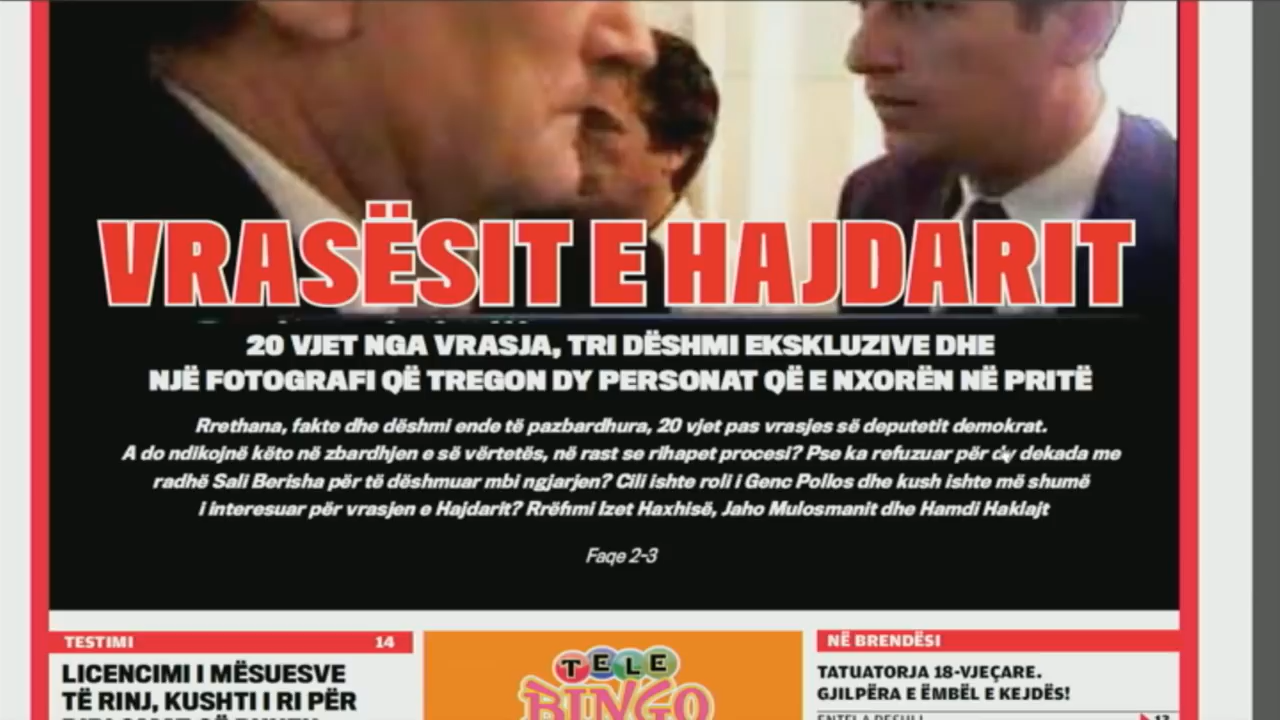 VRASËSIT E HAJDARIT
20 VJET NGA VRASJA, TRI DËSHMI EKSKLUZIVE DHE
NJË FOTOGRAFI QË TREGON DY PERSONAT QË E NXORËN NË PRITË
Rrethana, fakte dhe dëshmi ende të pazbardhura, 20 vjet pas vrasjes së deputetit demokrat.
A do ndikojnë këto në zbardhjen e së vërtetës, në rast se rihapet procesi? Pse ka refuzuar për dy dekada me
radhë Sali Berisha për të dëshmuar mbi ngjarjen? Cili ishte roli i Genc Pollos dhe kush ishte më shumë
i interesuar për vrasjen e Hajdarit? Rrëfimi Izet Haxhisë, Jaho Mulosmanit dhe Hamdi Haklajt
Faqe 2-3
TESTIMI 14
LICENCIMI I MËSUESVE
TË RINJ, KUSHTI I RI PËR
TELE
BINGO
NË BRENDËSI
TATUATORJA 18-VJEÇARE.
GJILPËRA E ËMBËL E KEJDËS!